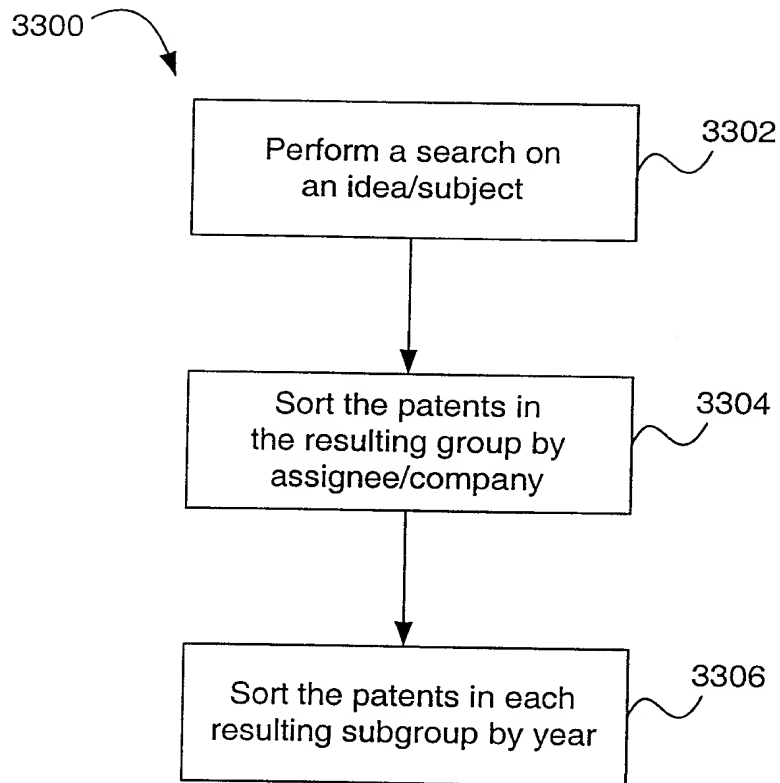 3300
Perform a search on
an idea/subject
3302
Sort the patents in
the resulting group by
assignee/company
3304
Sort the patents in each
resulting subgroup by year
3306